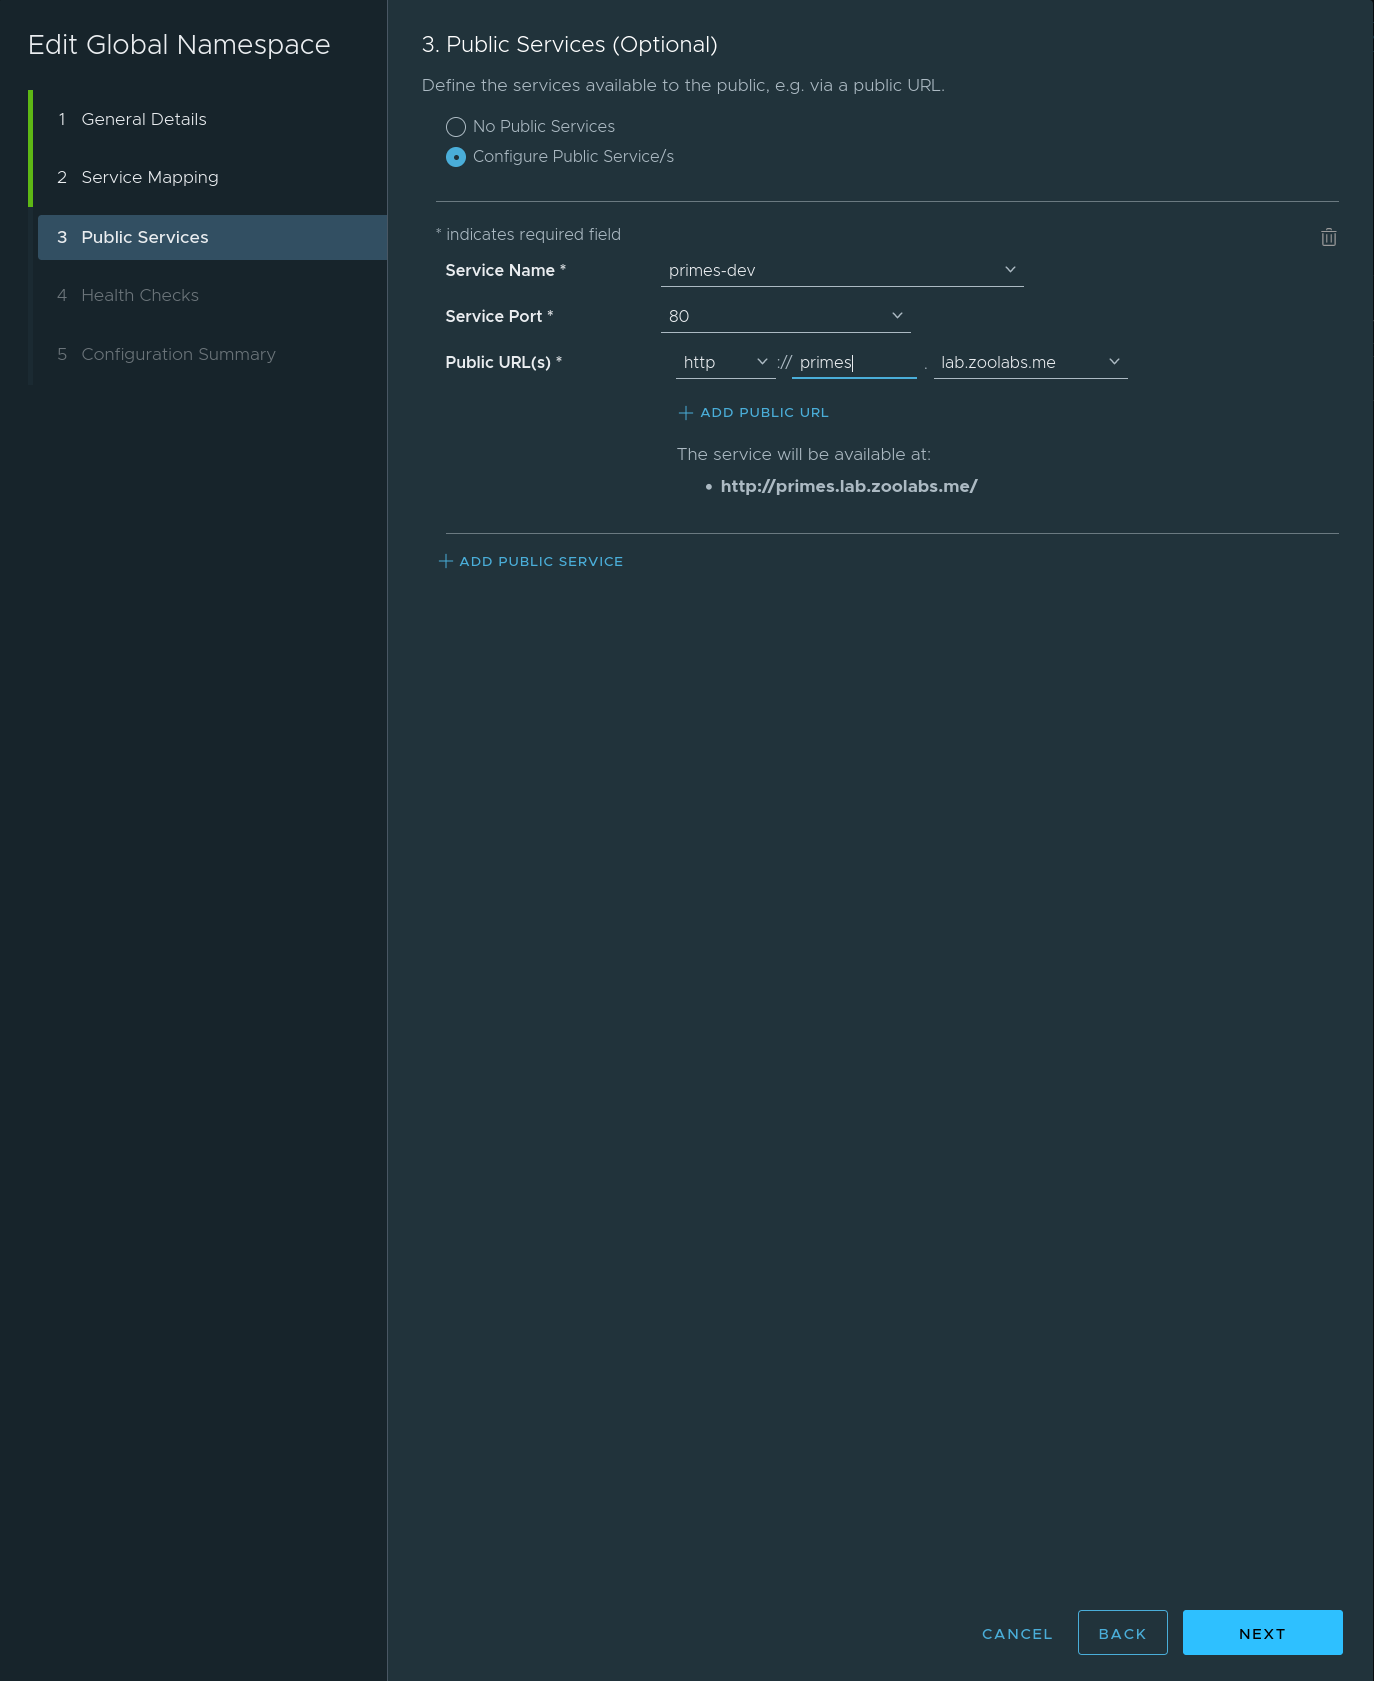 Edit Global Namespace
1 General Details
2 Service Mapping
3 Public Services
4 Health Checks
5 Configuration Summary
3. Public Services (Optional)
Define the services available to the public, e.g. via a public URL.
No Public Services
Configure Public Service/s
* indicates required field
Service Name * primes-dev
Service Port * 80
Public URL(s) * http :// primes . lab.zoolabs.me
ADD PUBLIC URL
The service will be available at:
• http://primes.lab.zoolabs.me/
ADD PUBLIC SERVICE
CANCEL BACK NEXT